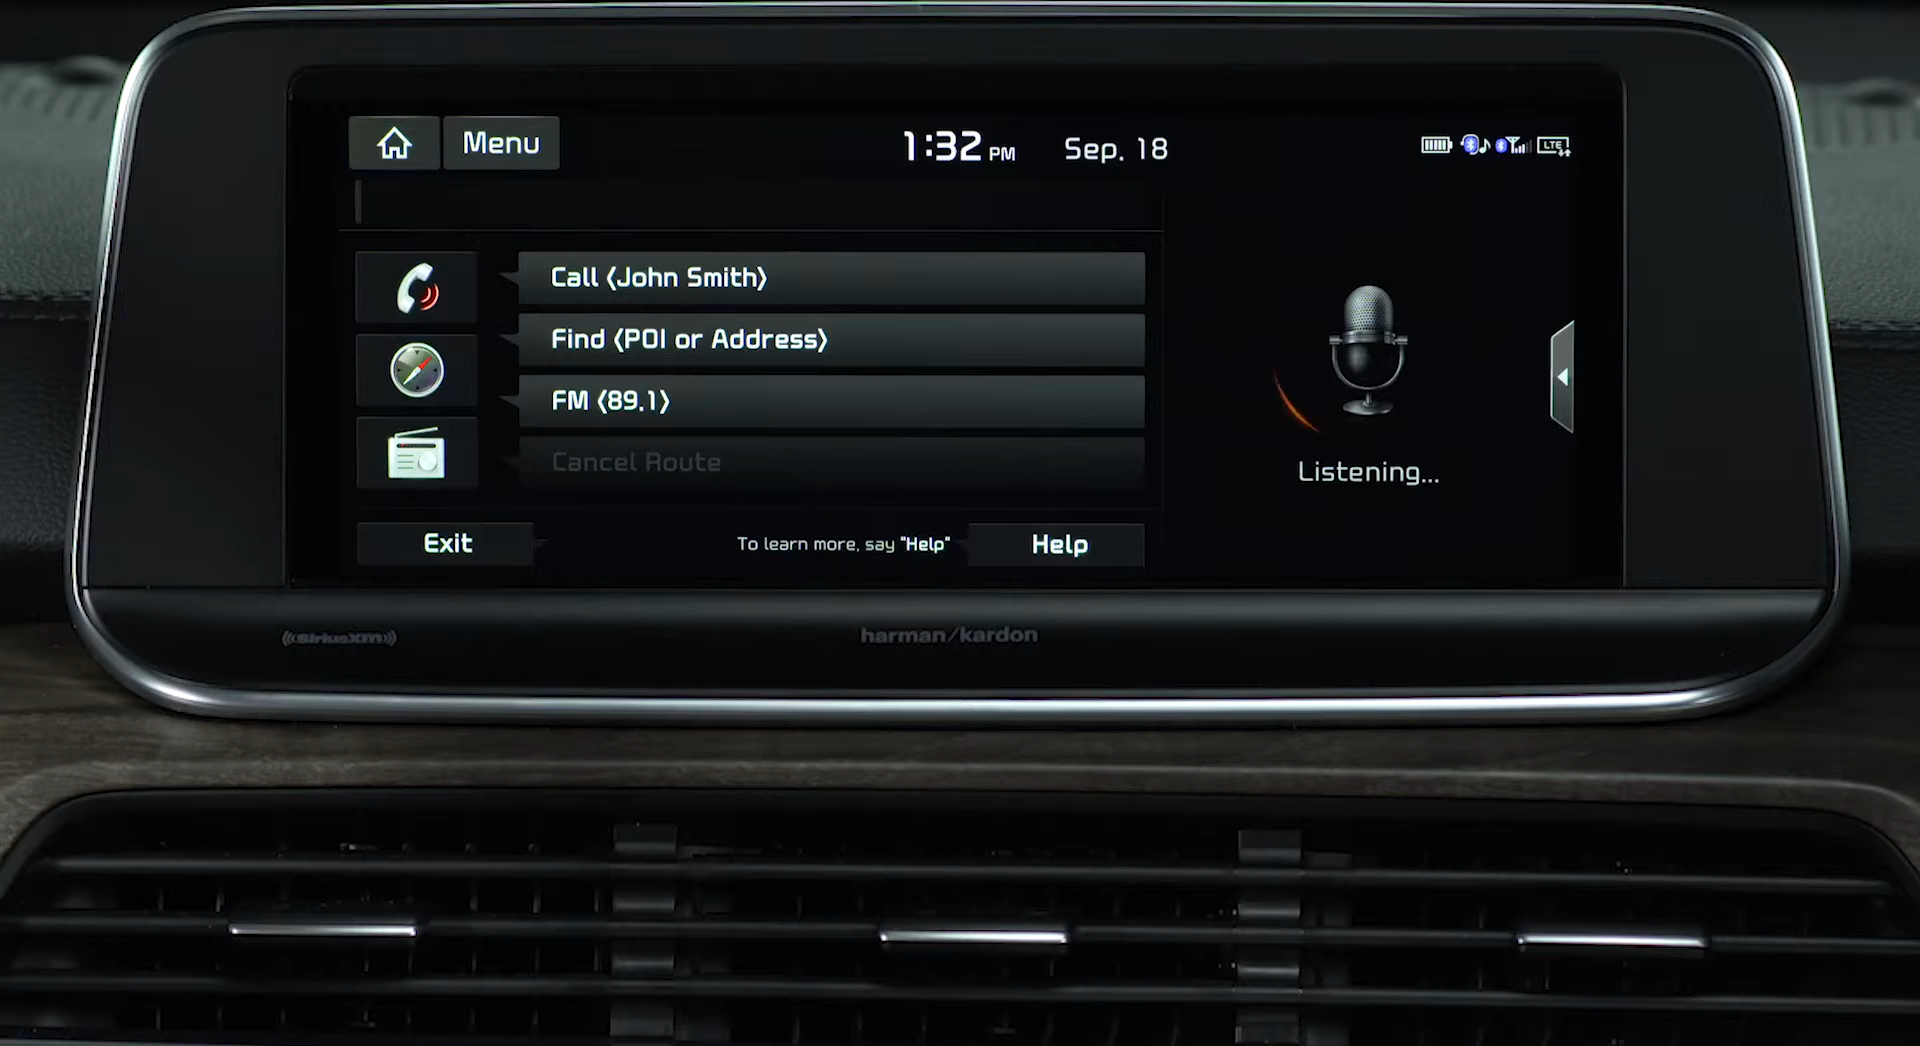 Menu
1:32 PM Sep. 18
LTE
Call ⟨John Smith⟩
Find ⟨POI or Address⟩
FM ⟨89.1⟩
Cancel Route
Listening...
Exit
To learn more, say "Help"
Help
((SiriusXM))
harman/kardon